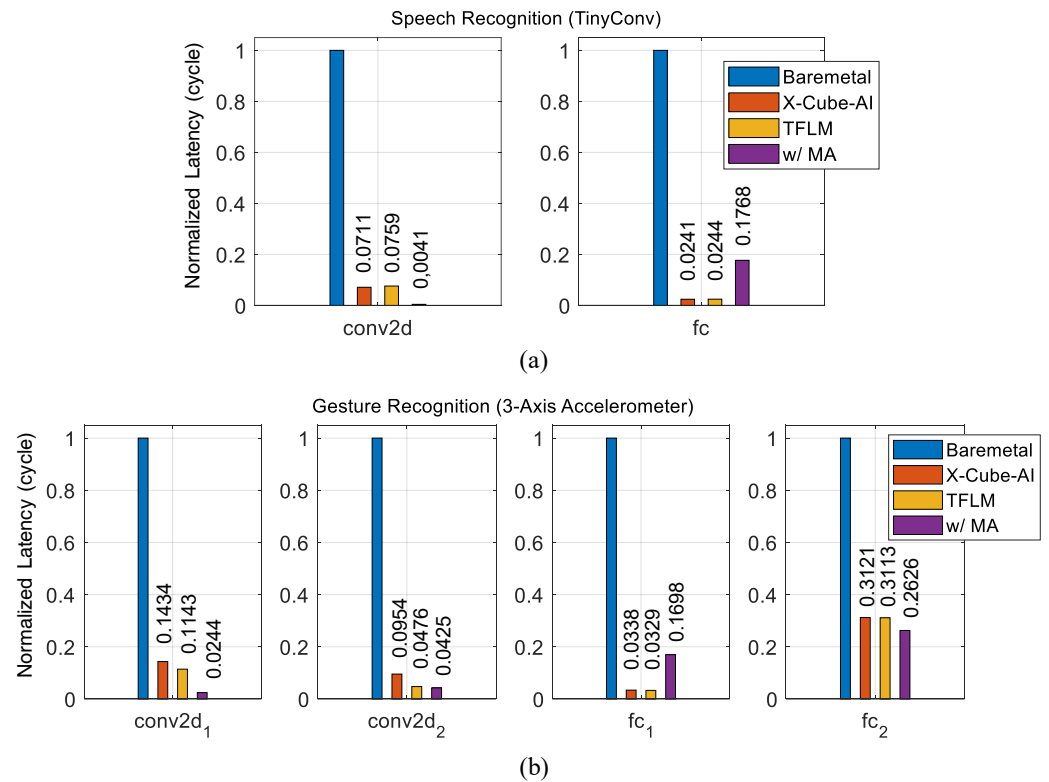 Speech Recognition (TinyConv)
Normalized Latency (cycle)
1
0.8
0.6
0.4
0.2
0
0.0711
0.0759
0,0041
conv2d
1
0.8
0.6
0.4
0.2
0
0.0241
0.0244
0.1768
fc
Baremetal
X-Cube-AI
TFLM
w/ MA
(a)
Gesture Recognition (3-Axis Accelerometer)
Normalized Latency (cycle)
1
0.8
0.6
0.4
0.2
0
0.1434
0.1143
0.0244
conv2d1
1
0.8
0.6
0.4
0.2
0
0.0954
0.0476
0.0425
conv2d2
1
0.8
0.6
0.4
0.2
0
0.0338
0.0329
0.1698
fc1
1
0.8
0.6
0.4
0.2
0
0.3121
0.3113
0.2626
fc2
Baremetal
X-Cube-AI
TFLM
w/ MA
(b)